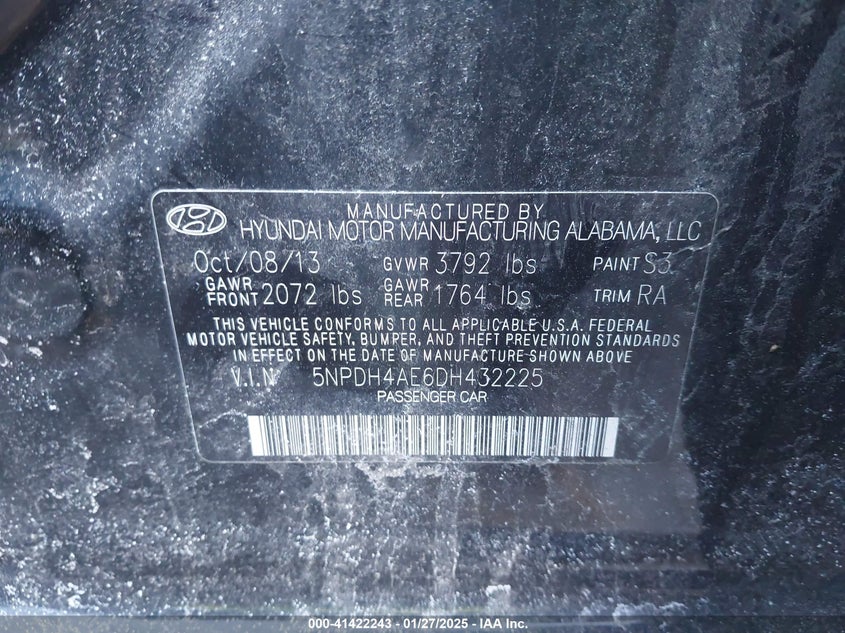 MANUFACTURED BY
HYUNDAI MOTOR MANUFACTURING ALABAMA, LLC
Oct/08/13 GVWR 3792 lbs PAINT S3
GAWR FRONT 2072 lbs GAWR REAR 1764 lbs TRIM RA
THIS VEHICLE CONFORMS TO ALL APPLICABLE U.S.A. FEDERAL
MOTOR VEHICLE SAFETY, BUMPER, AND THEFT PREVENTION STANDARDS
IN EFFECT ON THE DATE OF MANUFACTURE SHOWN ABOVE
V.I.N 5NPDH4AE6DH432225
PASSENGER CAR
000-41422243 - 01/27/2025 - IAA Inc.